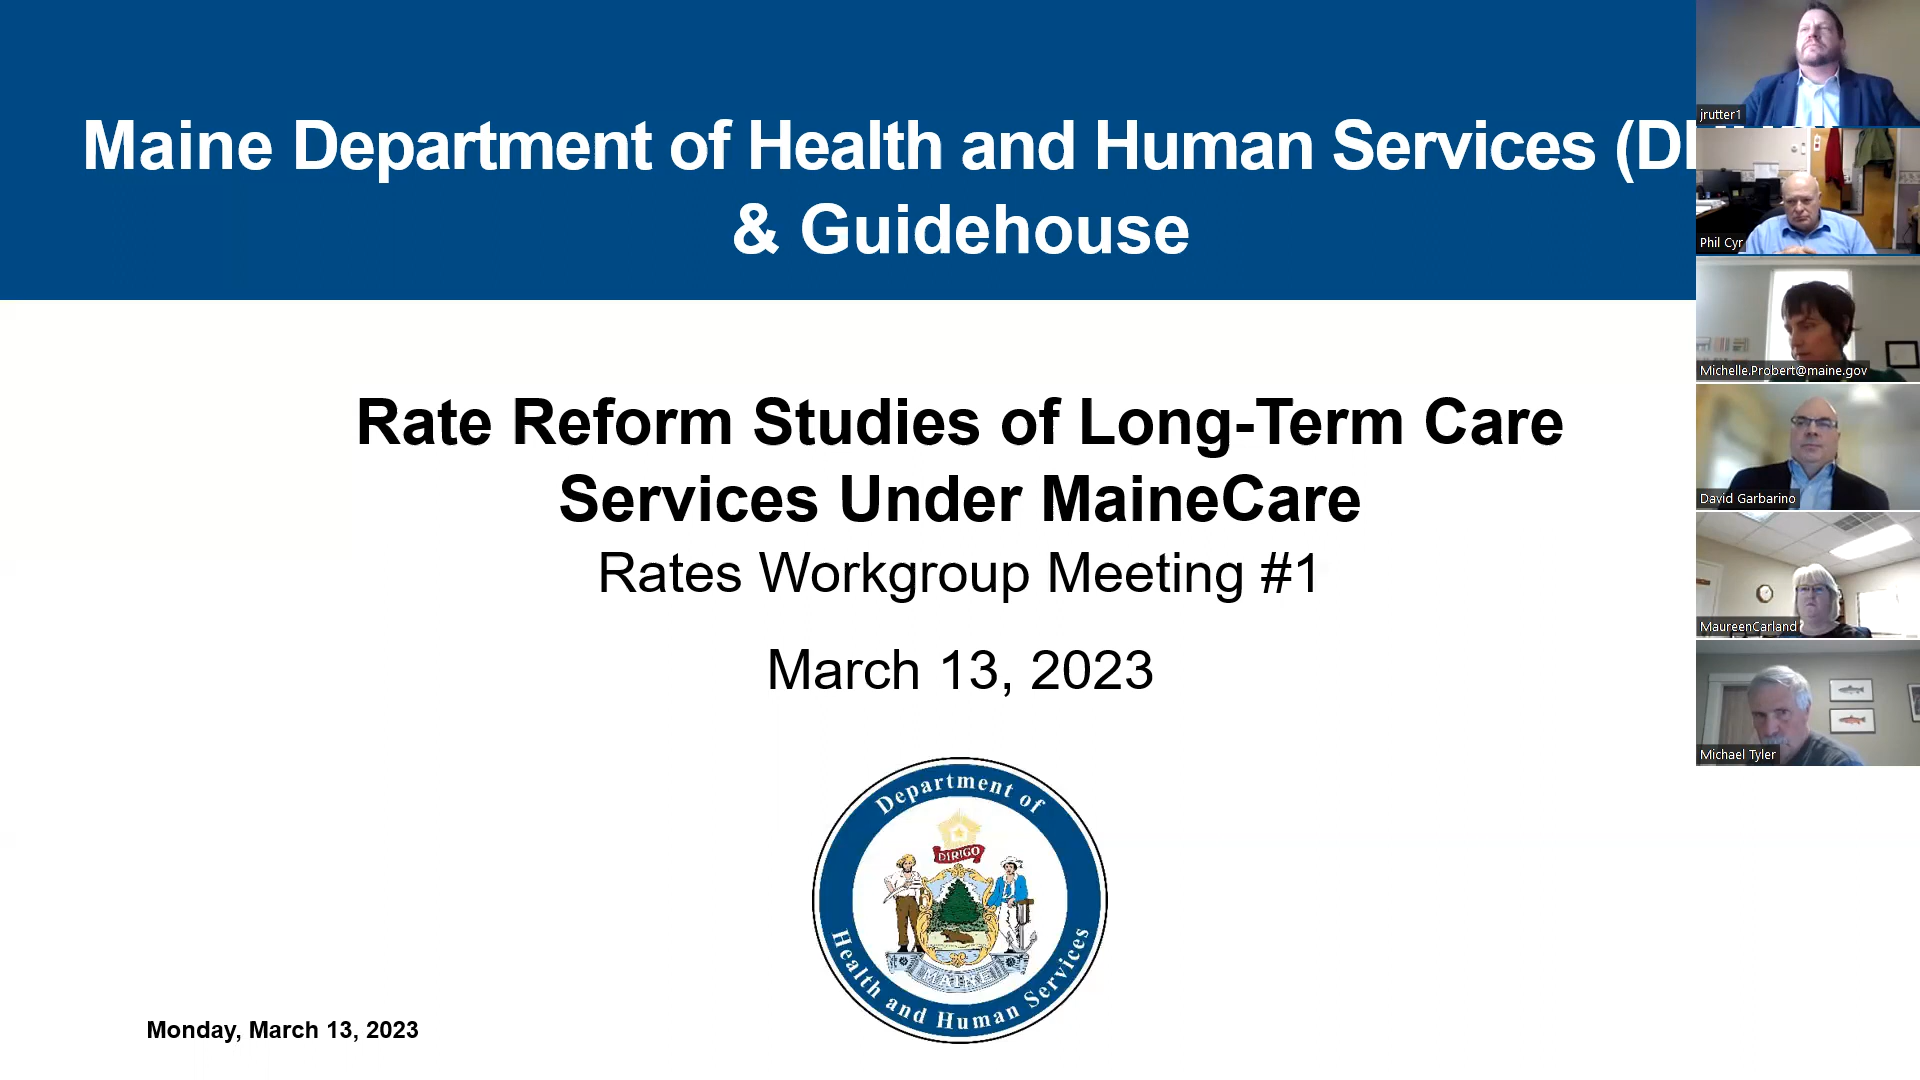 Maine Department of Health and Human Services (D
& Guidehouse
Rate Reform Studies of Long-Term Care
Services Under MaineCare
Rates Workgroup Meeting #1
March 13, 2023
Department of
DIRIGO
MAINE
Health and Human Services
Monday, March 13, 2023
jrutter1
Phil Cyr
Michelle.Probert@maine.gov
David Garbarino
MaureenCarland
Michael Tyler